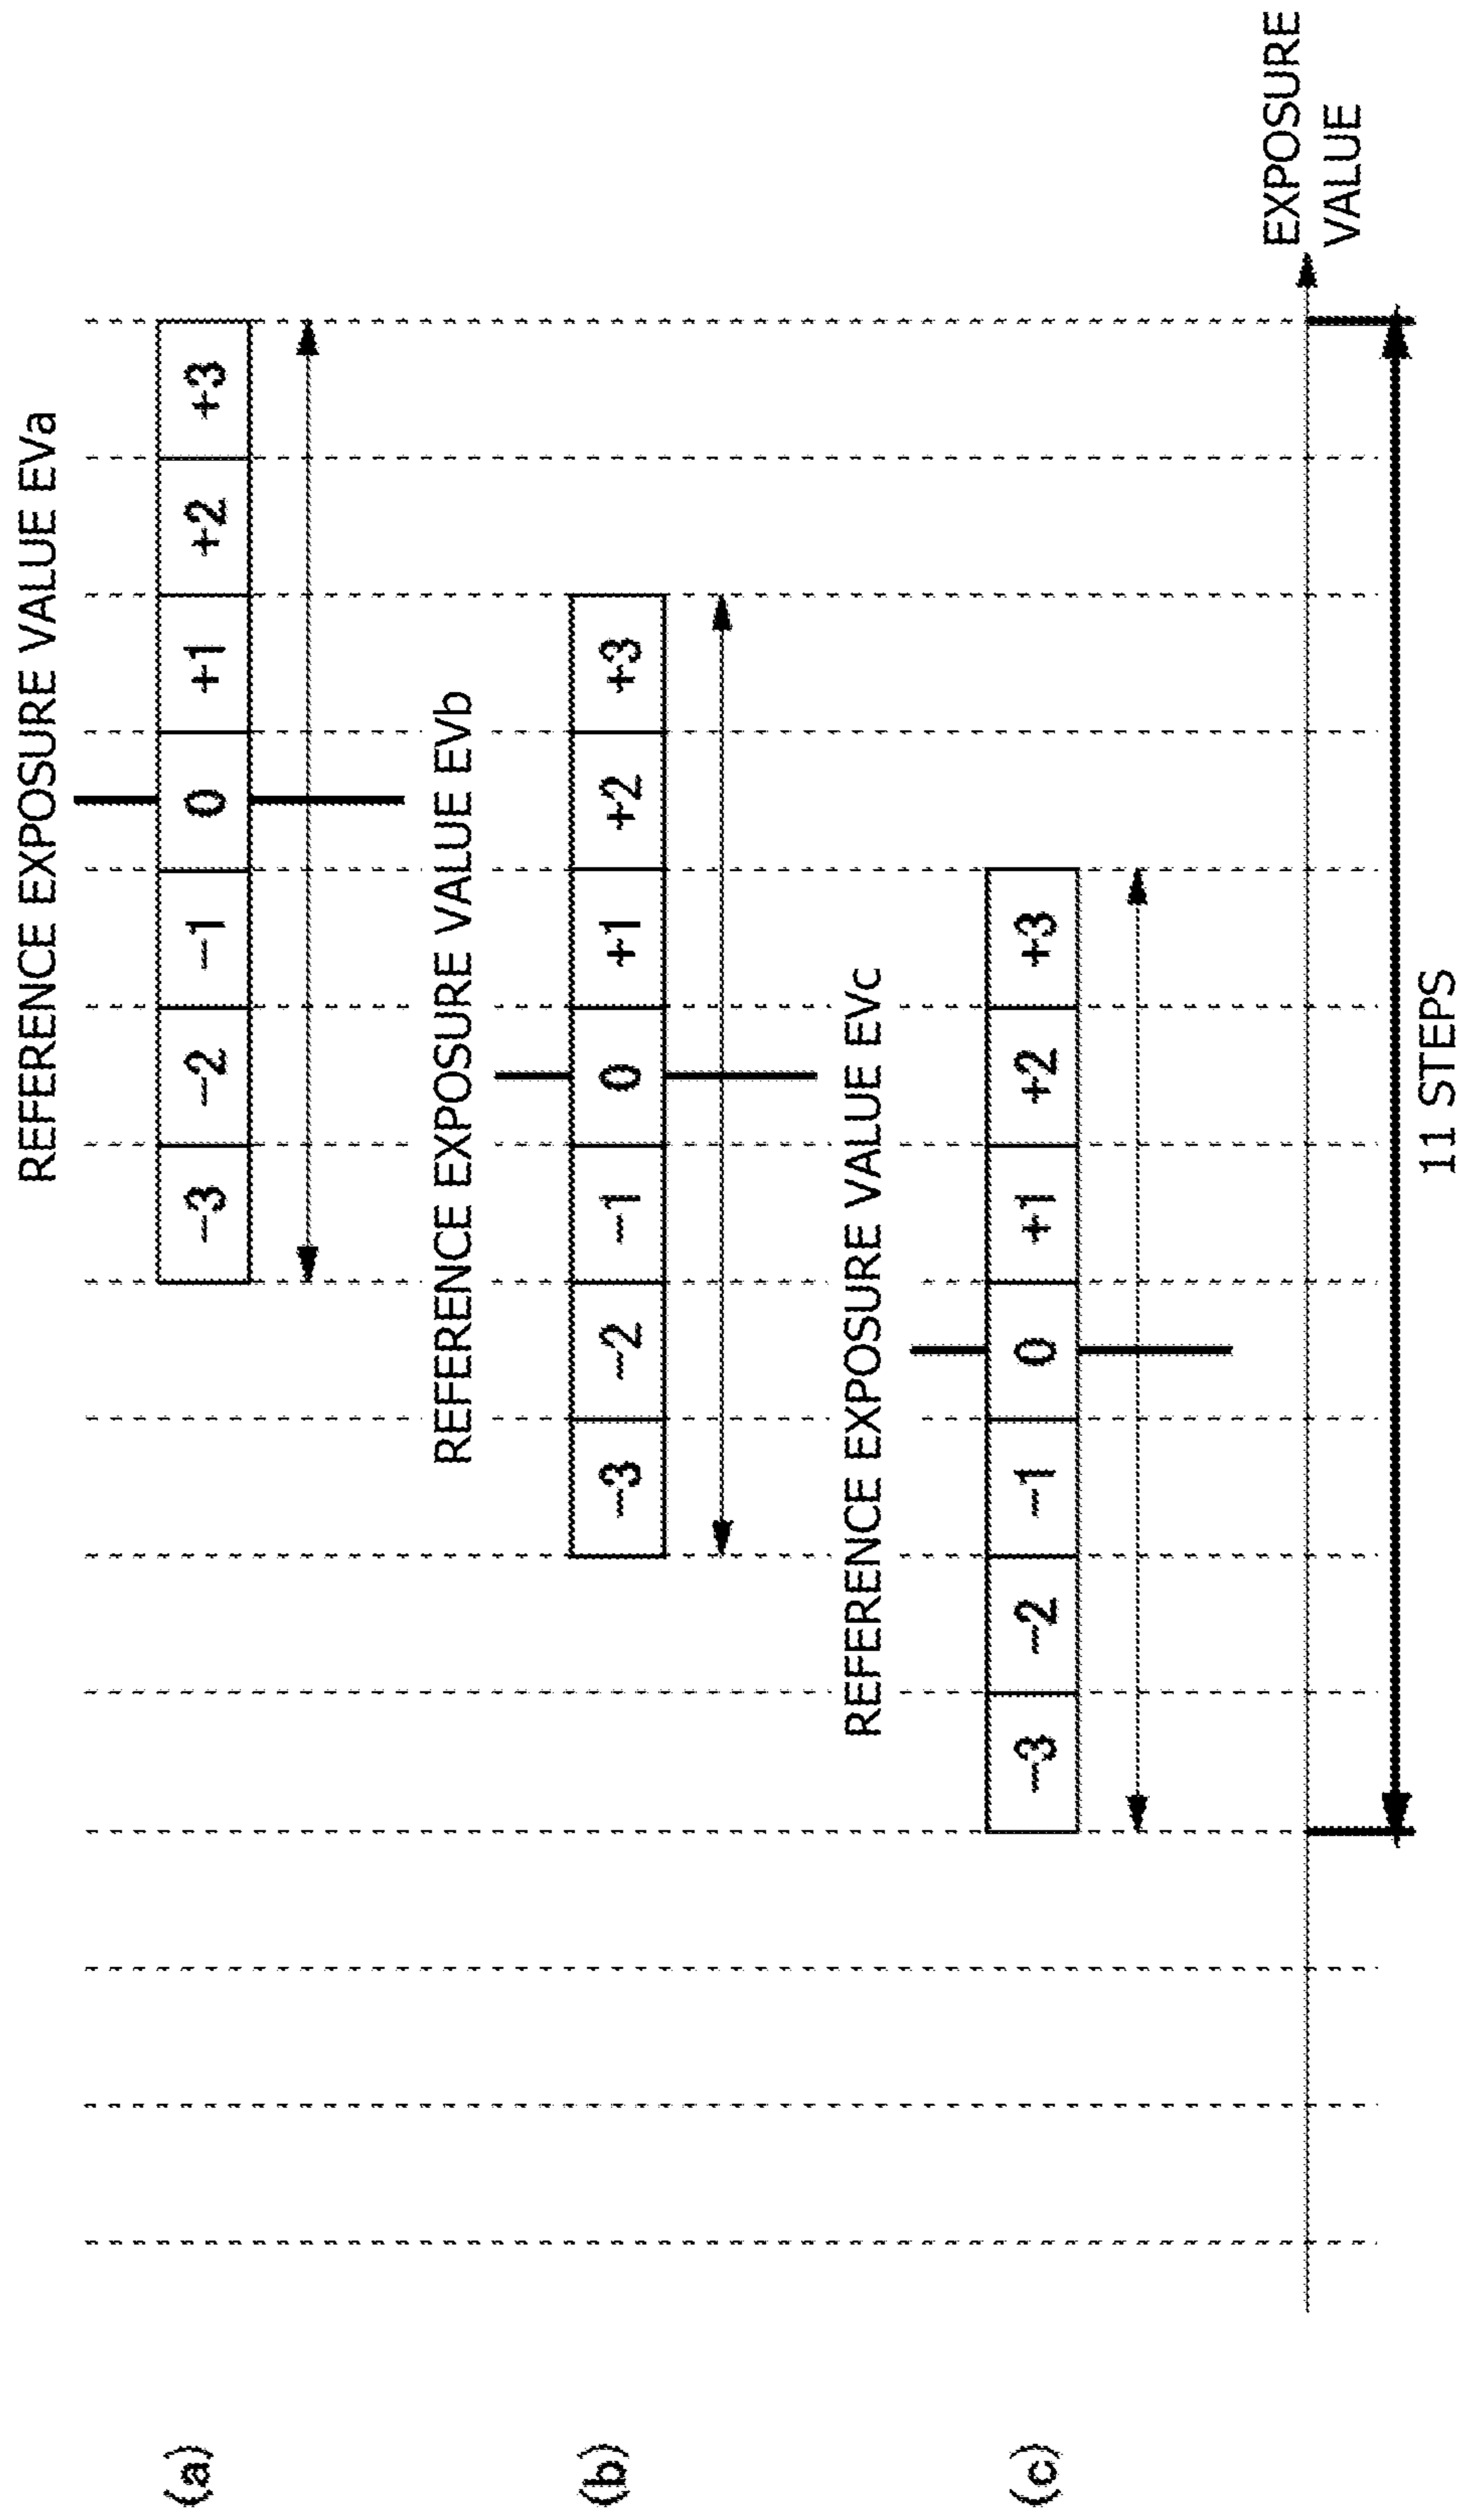 REFERENCE EXPOSURE VALUE EVa
(a)
−3 −2 −1 0 +1 +2 +3
REFERENCE EXPOSURE VALUE EVb
(b)
−3 −2 −1 0 +1 +2 +3
REFERENCE EXPOSURE VALUE EVc
(c)
−3 −2 −1 0 +1 +2 +3
EXPOSURE
VALUE
11 STEPS